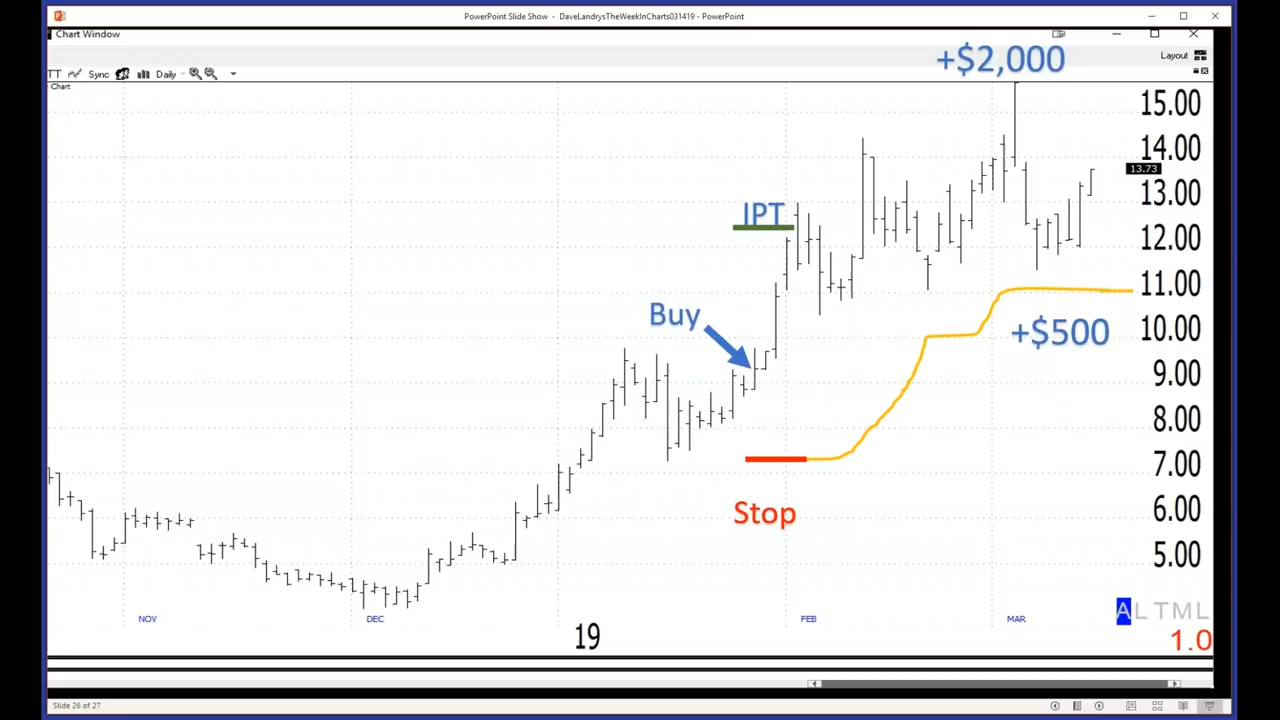 PowerPoint Slide Show - DaveLandrysTheWeekInCharts031419 - PowerPoint
Chart Window
+$2,000
Layout
TT Sync Daily
Chart
15.00
14.00
13.73
13.00
IPT
12.00
11.00
Buy
10.00
+$500
9.00
8.00
7.00
Stop
6.00
5.00
A L T M L
NOV DEC FEB MAR
19
1.0
Slide 26 of 27